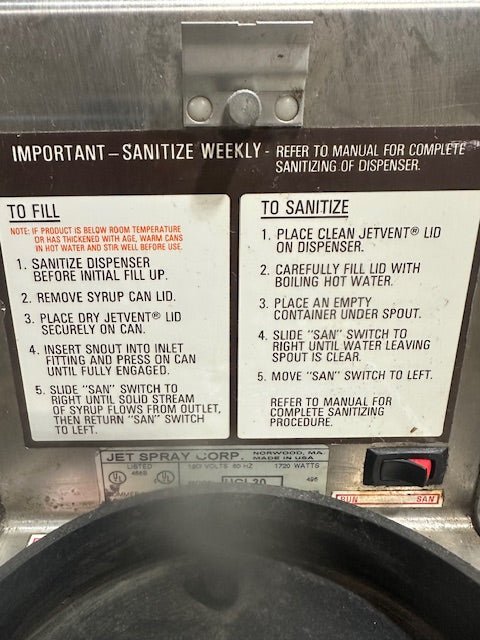 IMPORTANT – SANITIZE WEEKLY - REFER TO MANUAL FOR COMPLETE
SANITIZING OF DISPENSER.
TO FILL
NOTE: IF PRODUCT IS BELOW ROOM TEMPERATURE
OR HAS THICKENED WITH AGE, WARM CANS
IN HOT WATER AND STIR WELL BEFORE USE.
1. SANITIZE DISPENSER
BEFORE INITIAL FILL UP.
2. REMOVE SYRUP CAN LID.
3. PLACE DRY JETVENT® LID
SECURELY ON CAN.
4. INSERT SNOUT INTO INLET
FITTING AND PRESS ON CAN
UNTIL FULLY ENGAGED.
5. SLIDE "SAN" SWITCH TO
RIGHT UNTIL SOLID STREAM
OF SYRUP FLOWS FROM OUTLET,
THEN RETURN "SAN" SWITCH
TO LEFT.
TO SANITIZE
1. PLACE CLEAN JETVENT® LID
ON DISPENSER.
2. CAREFULLY FILL LID WITH
BOILING HOT WATER.
3. PLACE AN EMPTY
CONTAINER UNDER SPOUT.
4. SLIDE "SAN" SWITCH TO
RIGHT UNTIL WATER LEAVING
SPOUT IS CLEAR.
5. MOVE "SAN" SWITCH TO LEFT.
REFER TO MANUAL FOR
COMPLETE SANITIZING
PROCEDURE.
JET SPRAY CORP. NORWOOD, MA.
MADE IN USA
LISTED VOLTS 60 HZ 1720 WATTS
UL UL 496
RUN SAN